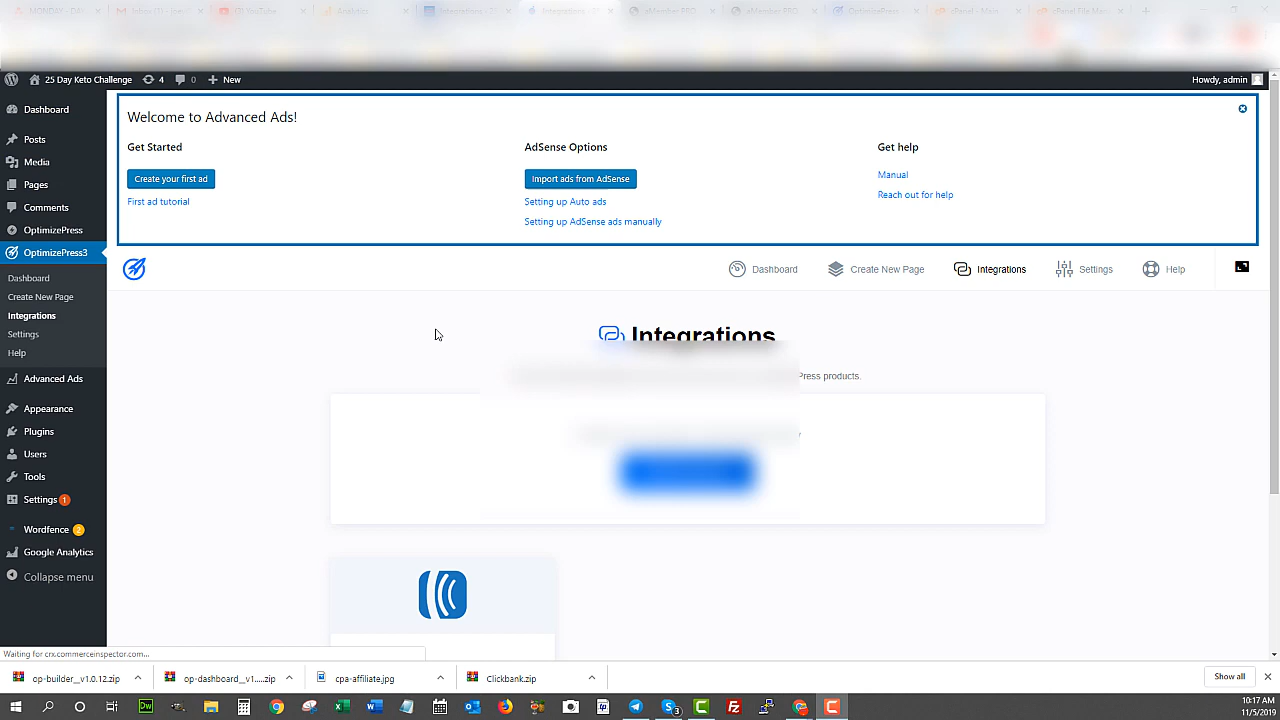 25 Day Keto Challenge
4
0
New
Howdy, admin
Dashboard
Posts
Media
Pages
Comments
OptimizePress
OptimizePress3
Dashboard
Create New Page
Integrations
Settings
Help
Advanced Ads
Appearance
Plugins
Users
Tools
Settings 1
Wordfence 2
Google Analytics
Collapse menu
Welcome to Advanced Ads!
Get Started
Create your first ad
First ad tutorial
AdSense Options
Import ads from AdSense
Setting up Auto ads
Setting up AdSense ads manually
Get help
Manual
Reach out for help
Dashboard
Create New Page
Integrations
Settings
Help
Integrations
Press products.
Waiting for crx.commerceinspector.com...
op-builder__v1.0.12.zip
op-dashboard__v1.....zip
cpa-affiliate.jpg
Clickbank.zip
Show all
10:17 AM
11/5/2019